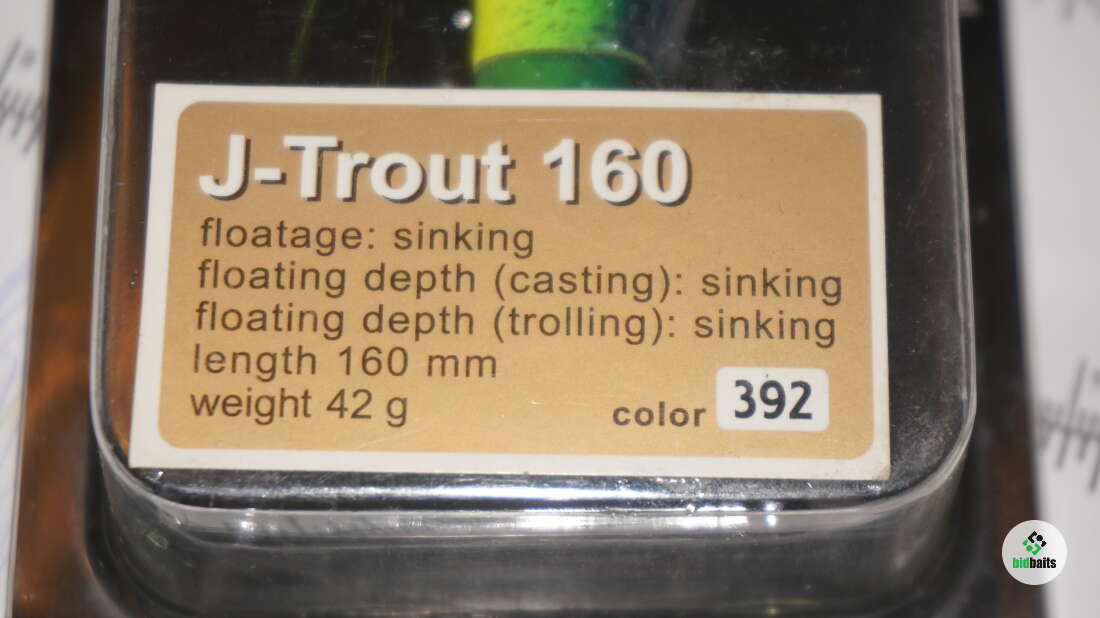 J-Trout 160
floatage: sinking
floating depth (casting): sinking
floating depth (trolling): sinking
length 160 mm
weight 42 g
color 392
bidbaits